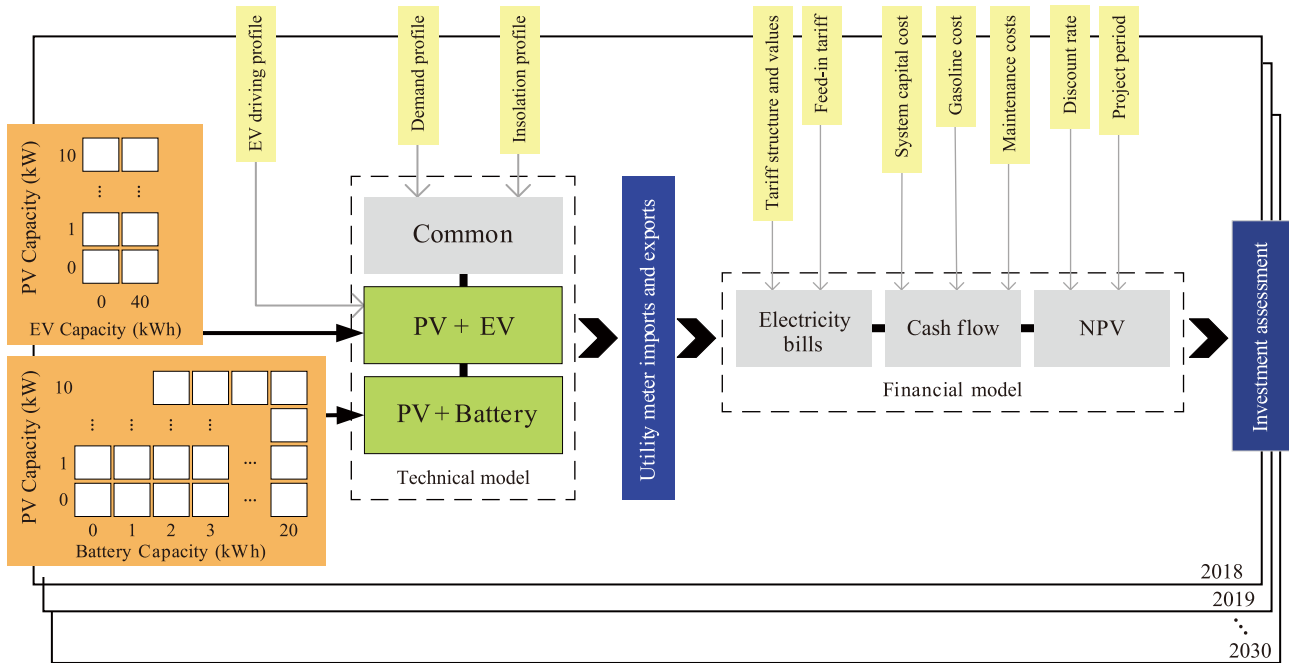 EV driving profile
Demand profile
Insolation profile
Tariff structure and values
Feed-in tariff
System capital cost
Gasoline cost
Maintenance costs
Discount rate
Project period
PV Capacity (kW)
10
... ...
1
0
0 40
EV Capacity (kWh)
PV Capacity (kW)
10
... ... ... ...
1 ...
0 ...
0 1 2 3 20
Battery Capacity (kWh)
Common
PV + EV
PV + Battery
Technical model
Utility meter imports and exports
Electricity
bills
Cash flow
NPV
Financial model
Investment assessment
2018
2019
...
2030